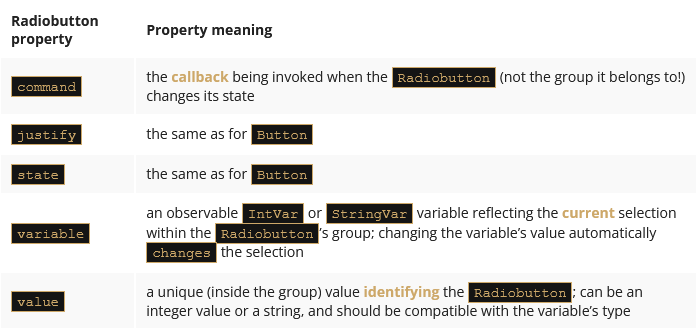 Radiobutton
property
Property meaning
command
the callback being invoked when the Radiobutton (not the group it belongs to!)
changes its state
justify
the same as for Button
state
the same as for Button
variable
an observable IntVar or StringVar variable reflecting the current selection
within the Radiobutton's group; changing the variable's value automatically
changes the selection
value
a unique (inside the group) value identifying the Radiobutton; can be an
integer value or a string, and should be compatible with the variable's type